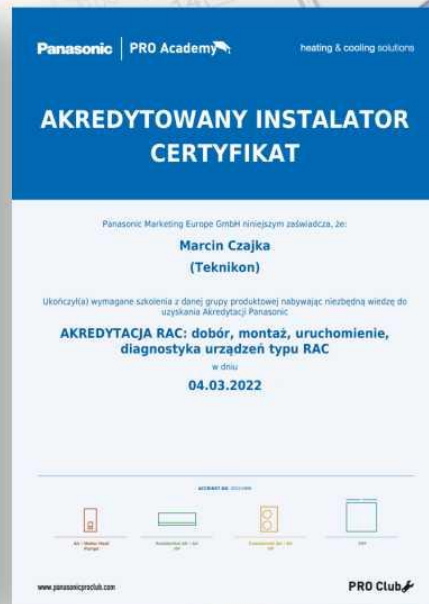 Panasonic PRO Academy
heating & cooling solutions
AKREDYTOWANY INSTALATOR
CERTYFIKAT
Panasonic Marketing Europe GmbH niniejszym zaświadcza, że:
Marcin Czajka
(Teknikon)
Ukończył(a) wymagane szkolenia z danej grupy produktowej nabywając niezbędną wiedzę do
uzyskania Akredytacji Panasonic
AKREDYTACJA RAC: dobór, montaż, uruchomienie,
diagnostyka urządzeń typu RAC
w dniu
04.03.2022
www.panasonicproclub.com
PRO Club